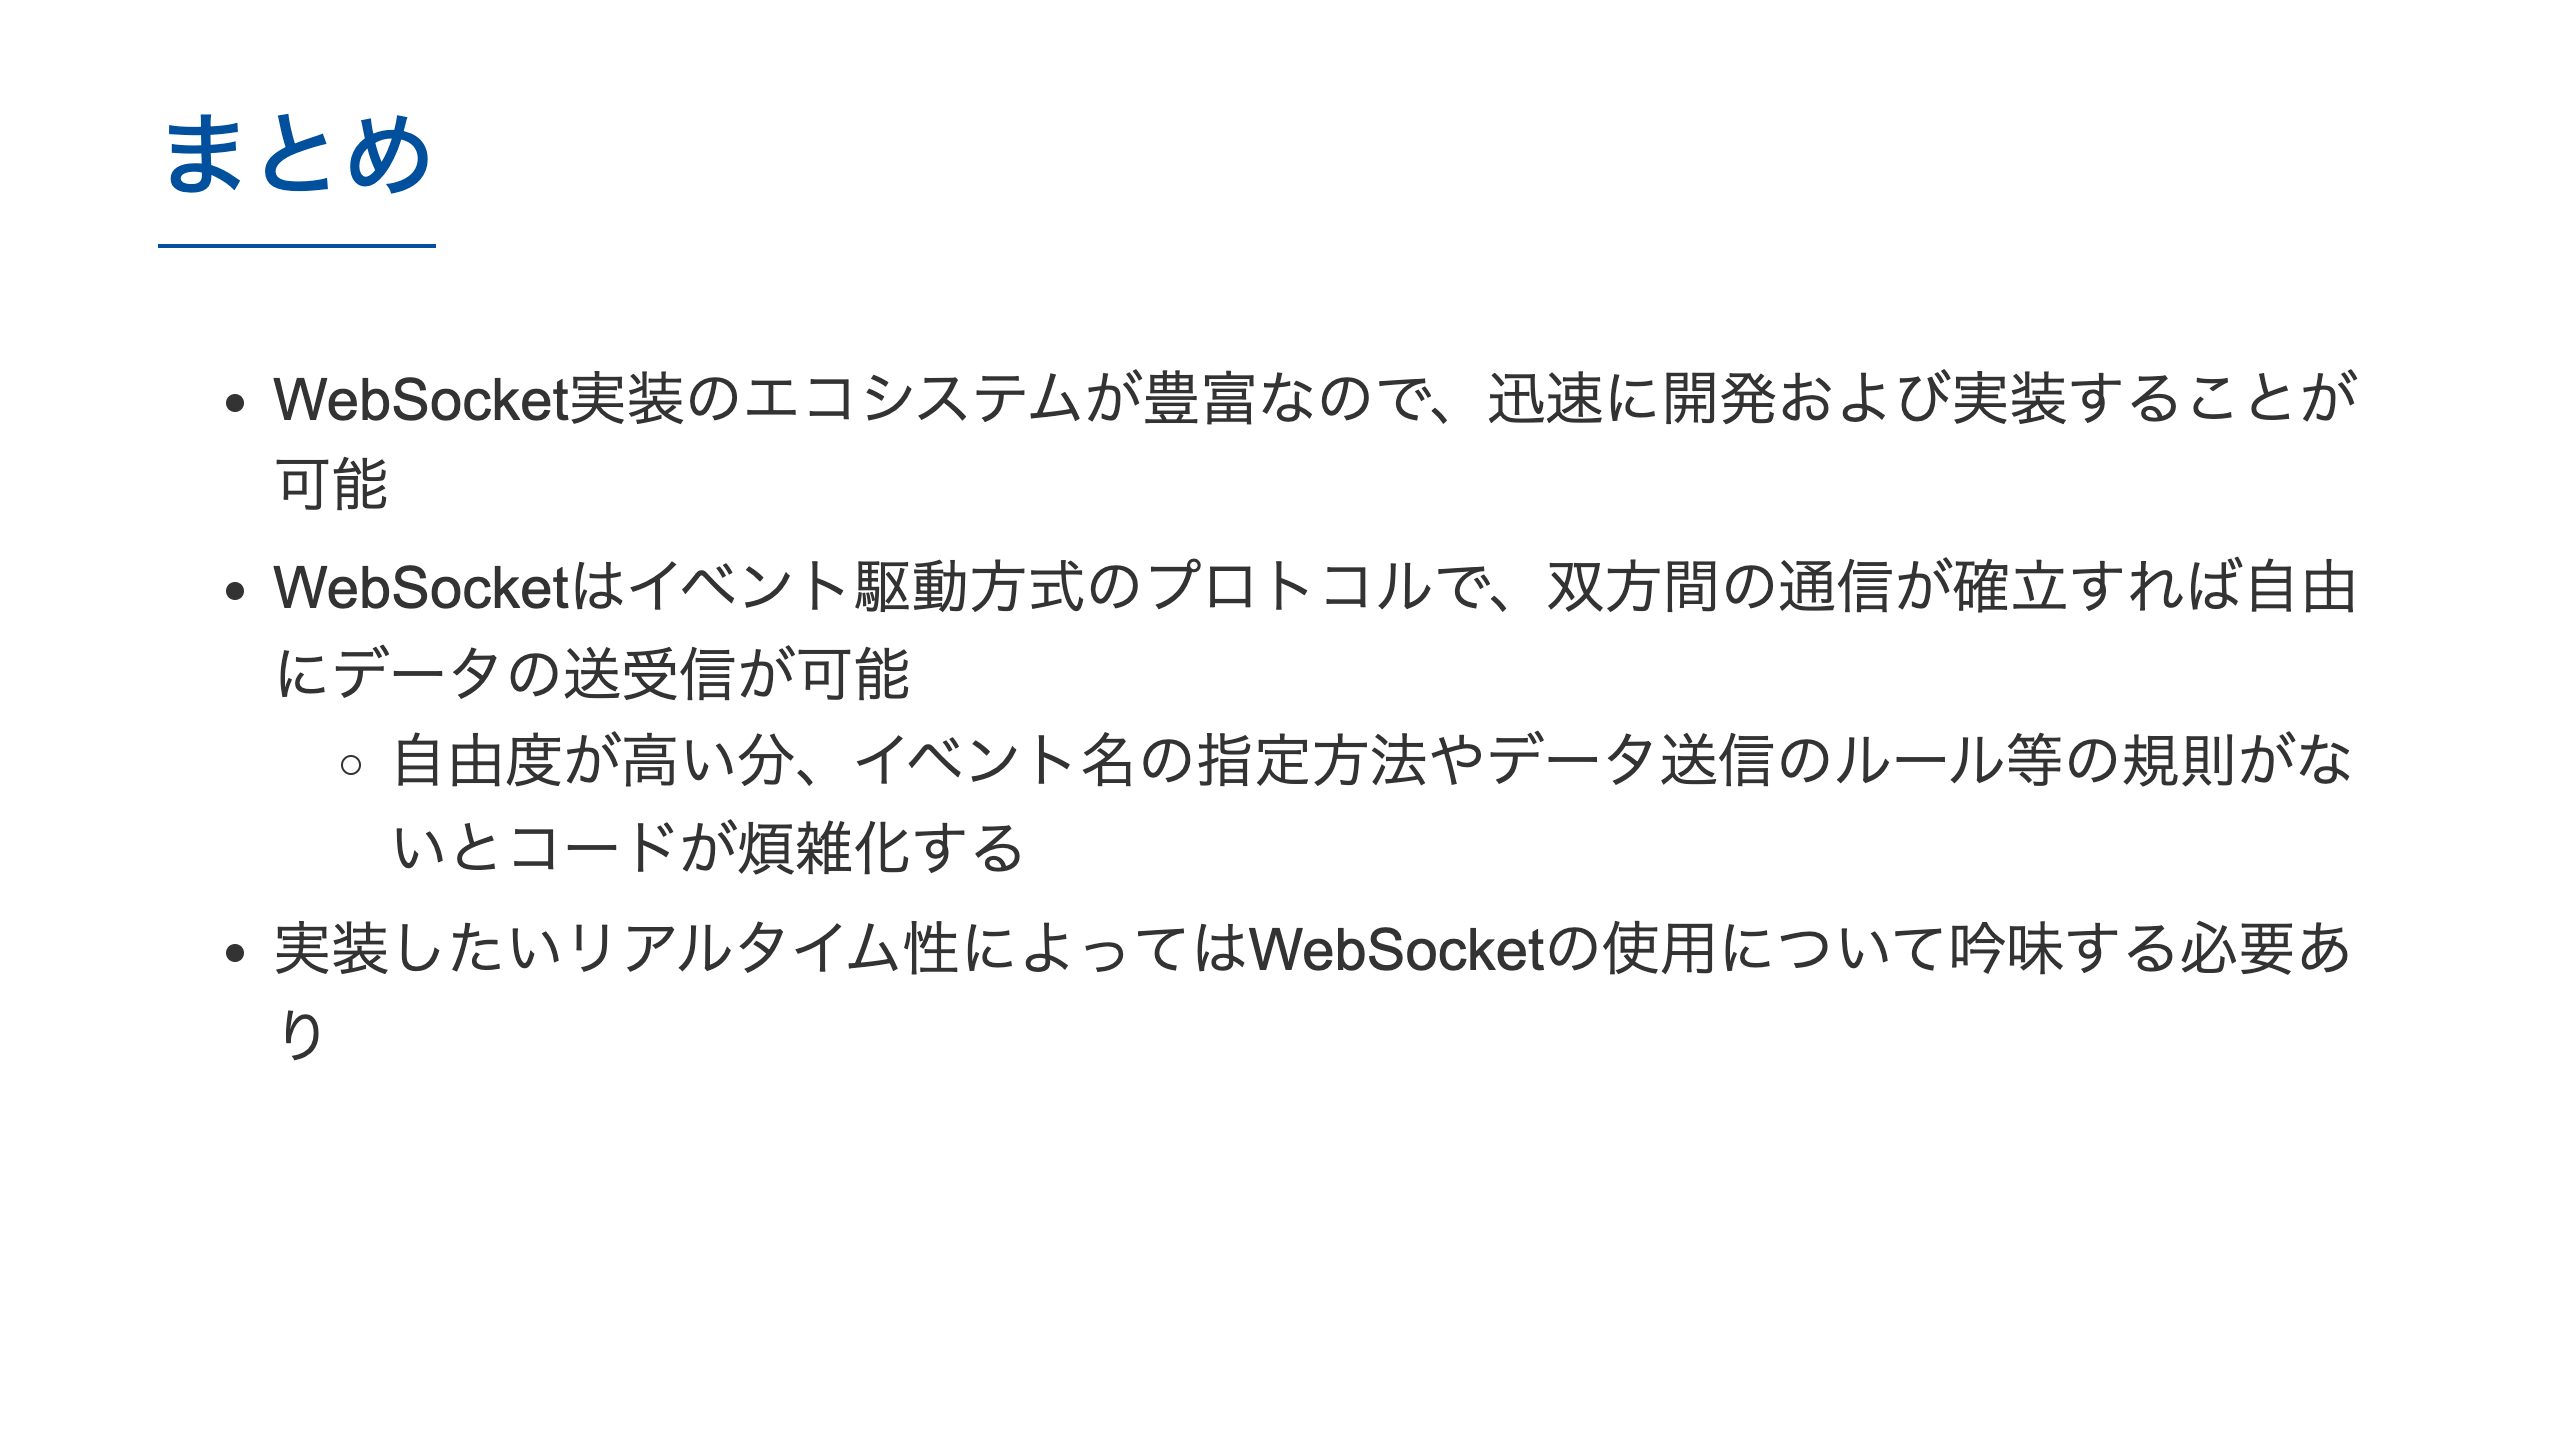 まとめ
• WebSocket実装のエコシステムが豊富なので、迅速に開発および実装することが
可能
• WebSocketはイベント駆動方式のプロトコルで、双方間の通信が確立すれば自由
にデータの送受信が可能
◦ 自由度が高い分、イベント名の指定方法やデータ送信のルール等の規則がな
いとコードが煩雑化する
• 実装したいリアルタイム性によってはWebSocketの使用について吟味する必要あ
り